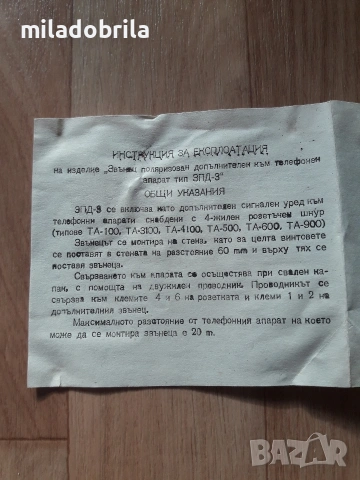 miladobrila
ИНСТРУКЦИЯ ЗА ЕКСПЛОАТАЦИЯ
на изделие „Звънец поляризован допълнителен към телефонен
апарат тип ЗПД-3"
ОБЩИ УКАЗАНИЯ
ЗПД-3 се включва като допълнителен сигнален уред към
телефонни апарати снабдени с 4-жилен розетъчен шнур
(типове ТА-100, ТА-3100, ТА-4100, ТА-500, ТА-600, ТА-900)
Звънецът се монтира на стена, като за целта винтовете
се поставят в стената на разстояние 60 mm и върху тях се
поставя звънеца.
Свързването към апарата се осъществява при свален ка-
пак, с помощта на двужилен проводник. Проводникът се
свързва към клемите 4 и 6 на розетката и клеми 1 и 2 на
допълнителния звънец.
Максималното разстояние от телефонния апарат на което
може да се монтира звънеца е 20 m.
BAZAR
bg